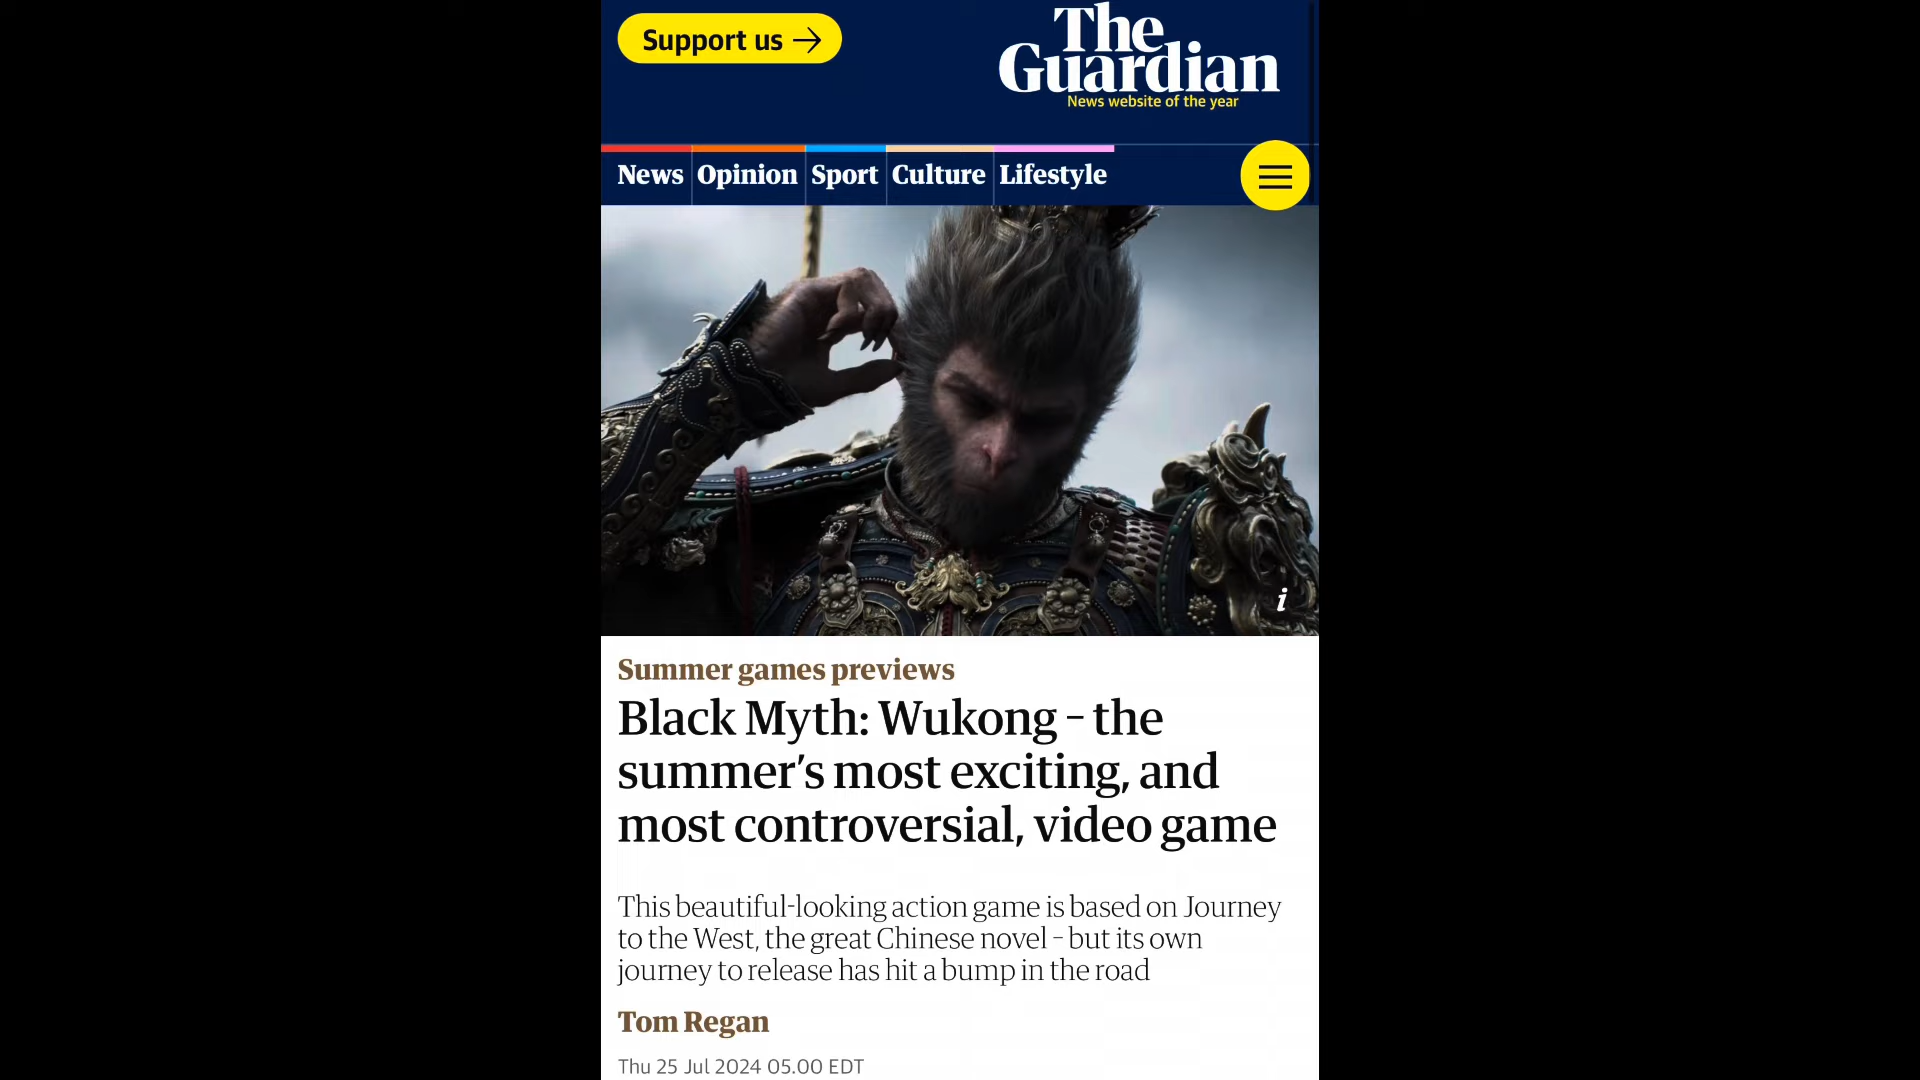 Support us
The
Guardian
News website of the year
News Opinion Sport Culture Lifestyle
i
Summer games previews
Black Myth: Wukong – the
summer’s most exciting, and
most controversial, video game
This beautiful-looking action game is based on Journey
to the West, the great Chinese novel – but its own
journey to release has hit a bump in the road
Tom Regan
Thu 25 Jul 2024 05.00 EDT